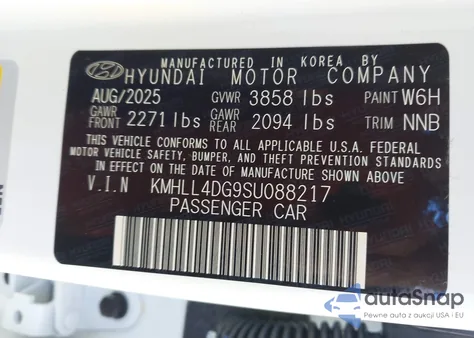 MANUFACTURED IN KOREA BY
HYUNDAI MOTOR COMPANY
AUG/2025 GVWR 3858 lbs PAINT W6H
GAWR FRONT 2271 lbs GAWR REAR 2094 lbs TRIM NNB
THIS VEHICLE CONFORMS TO ALL APPLICABLE U.S.A. FEDERAL
MOTOR VEHICLE SAFETY, BUMPER, AND THEFT PREVENTION STANDARDS
IN EFFECT ON THE DATE OF MANUFACTURE SHOWN ABOVE.
V.I.N KMHLL4DG9SU088217
PASSENGER CAR
autoSnap
Pewne auta z aukcji USA i EU